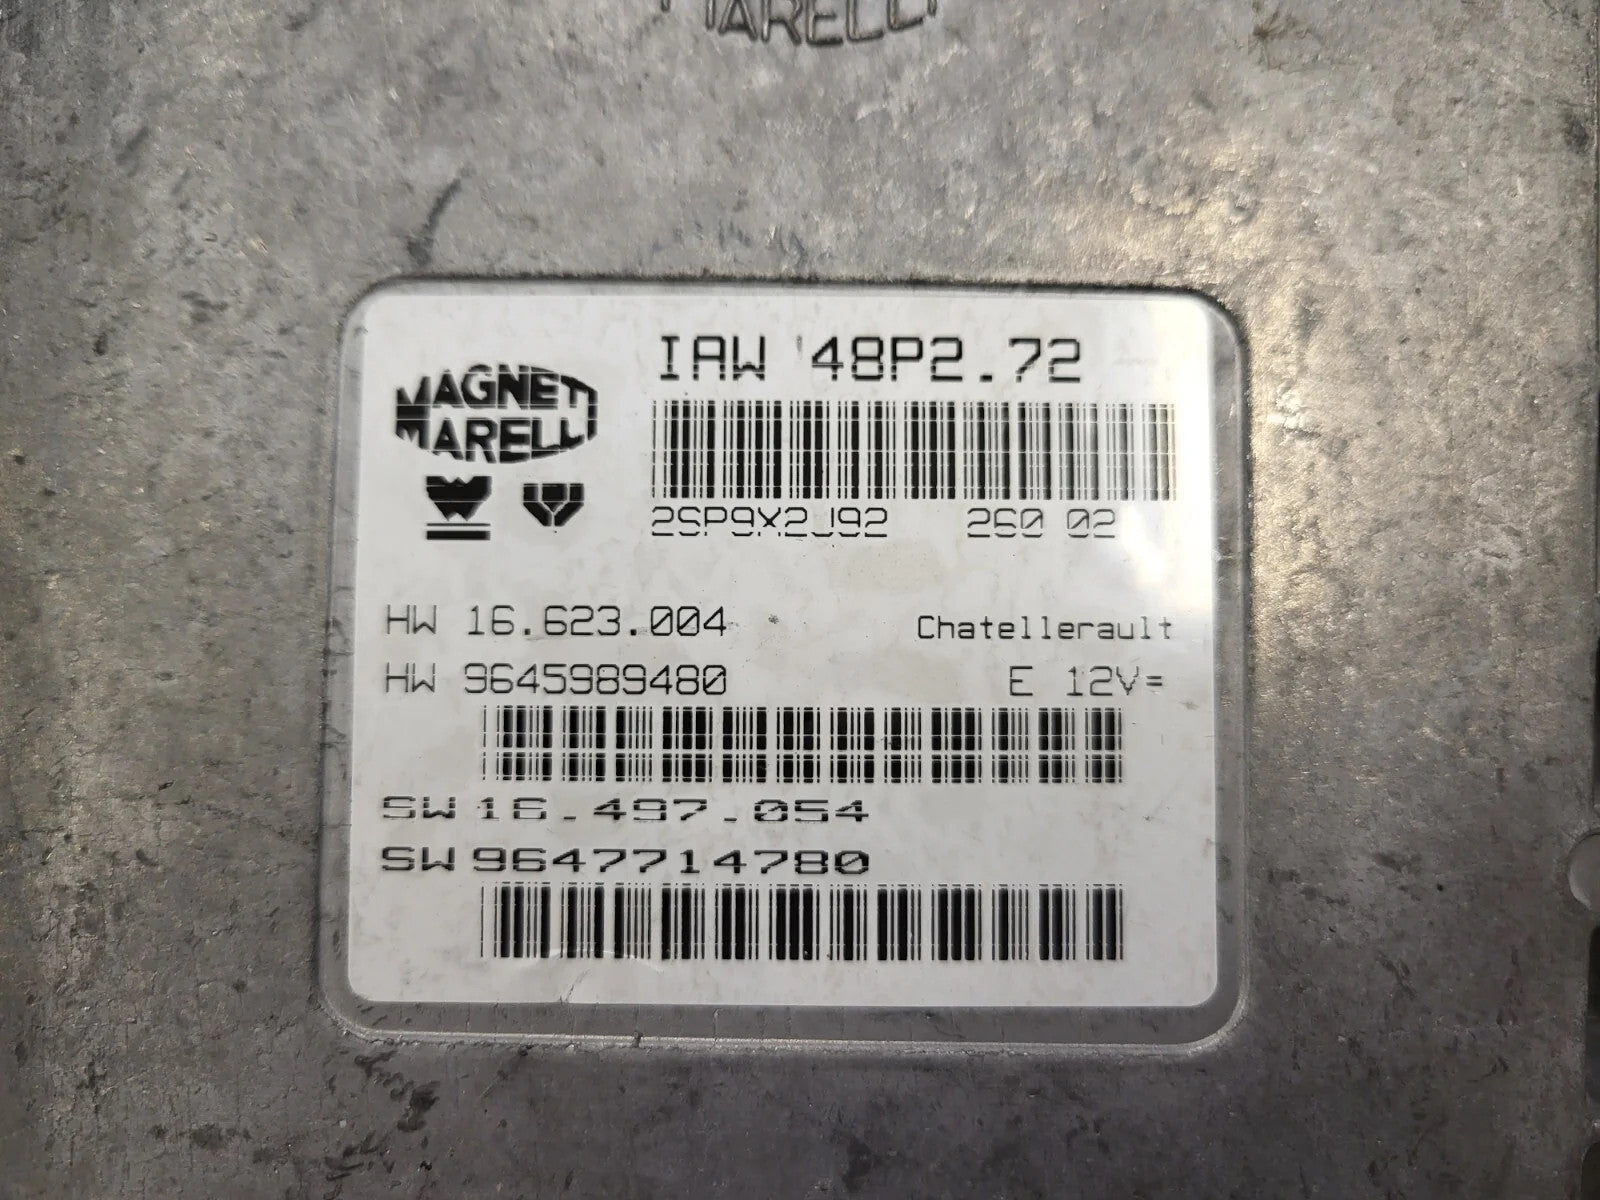 MARELLI
IAW 48P2.72
MAGNETI
MARELLI
2SP9X2J92 260 02
HW 16.623.004 Chatellerault
HW 9645989480 E 12V=
SW 16.497.054
SW 9647714780